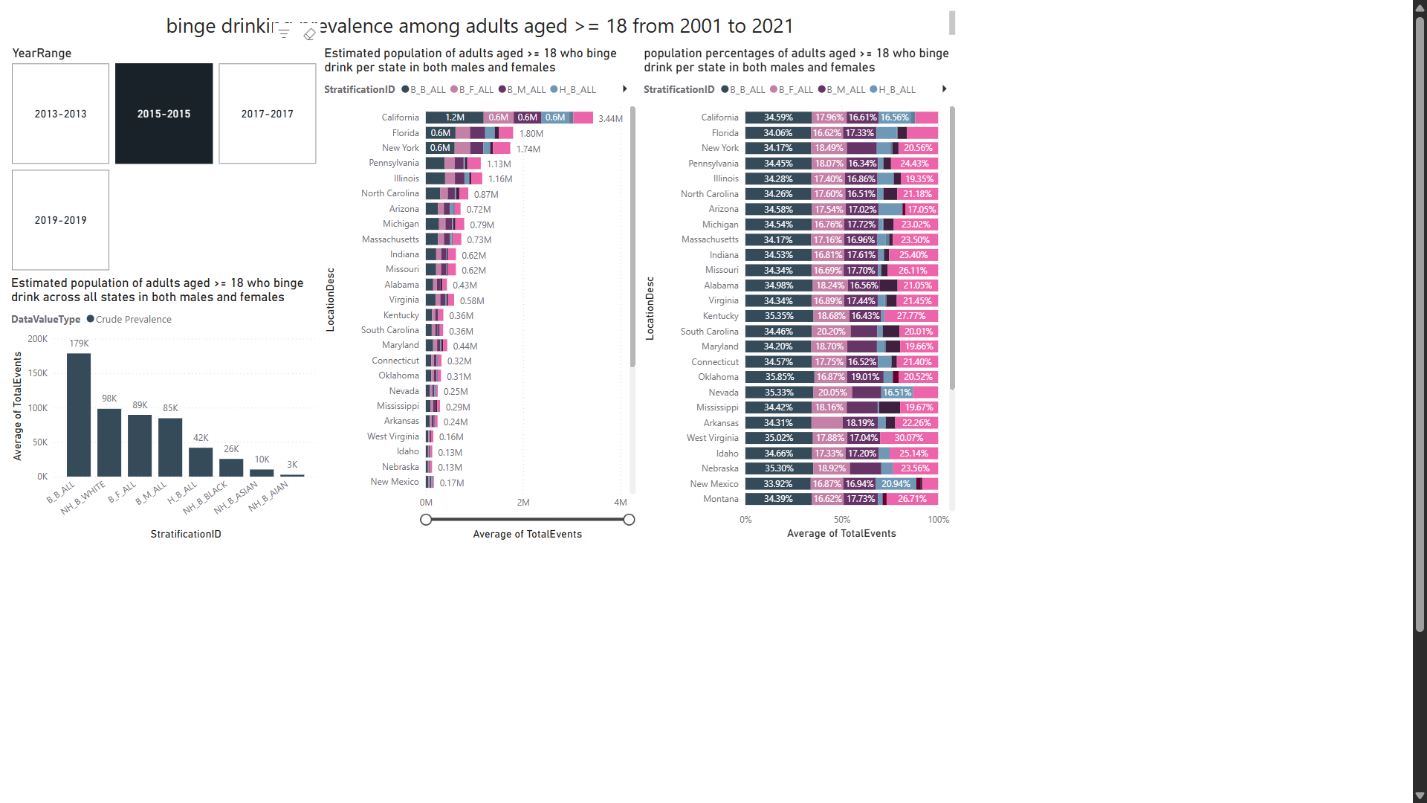 binge drinking prevalence among adults aged >= 18 from 2001 to 2021
YearRange
2013-2013
2015-2015
2017-2017
2019-2019
Estimated population of adults aged >= 18 who binge
drink across all states in both males and females
DataValueType Crude Prevalence
Average of TotalEvents
200K
150K
100K
50K
0K
179K
98K
89K
85K
42K
26K
10K
3K
B_B_ALL
NH_B_WHITE
B_F_ALL
B_M_ALL
H_B_ALL
NH_B_BLACK
NH_B_ASIAN
NH_B_AIAN
StratificationID
Estimated population of adults aged >= 18 who binge
drink per state in both males and females
StratificationID B_B_ALL B_F_ALL B_M_ALL H_B_ALL
LocationDesc
California 1.2M 0.6M 0.6M 0.6M 3.44M
Florida 0.6M 1.80M
New York 0.6M 1.74M
Pennsylvania 1.13M
Illinois 1.16M
North Carolina 0.87M
Arizona 0.72M
Michigan 0.79M
Massachusetts 0.73M
Indiana 0.62M
Missouri 0.62M
Alabama 0.43M
Virginia 0.58M
Kentucky 0.36M
South Carolina 0.36M
Maryland 0.44M
Connecticut 0.32M
Oklahoma 0.31M
Nevada 0.25M
Mississippi 0.29M
Arkansas 0.24M
West Virginia 0.16M
Idaho 0.13M
Nebraska 0.13M
New Mexico 0.17M
0M 2M 4M
Average of TotalEvents
population percentages of adults aged >= 18 who binge
drink per state in both males and females
StratificationID B_B_ALL B_F_ALL B_M_ALL H_B_ALL
LocationDesc
California 34.59% 17.96% 16.61% 16.56%
Florida 34.06% 16.62% 17.33%
New York 34.17% 18.49% 20.56%
Pennsylvania 34.45% 18.07% 16.34% 24.43%
Illinois 34.28% 17.40% 16.86% 19.35%
North Carolina 34.26% 17.60% 16.51% 21.18%
Arizona 34.58% 17.54% 17.02% 17.05%
Michigan 34.54% 16.76% 17.72% 23.02%
Massachusetts 34.17% 17.16% 16.96% 23.50%
Indiana 34.53% 16.81% 17.61% 25.40%
Missouri 34.34% 16.69% 17.70% 26.11%
Alabama 34.98% 18.24% 16.56% 21.05%
Virginia 34.34% 16.89% 17.44% 21.45%
Kentucky 35.35% 18.68% 16.43% 27.77%
South Carolina 34.46% 20.20% 20.01%
Maryland 34.20% 18.70% 19.66%
Connecticut 34.57% 17.75% 16.52% 21.40%
Oklahoma 35.85% 16.87% 19.01% 20.52%
Nevada 35.33% 20.05% 16.51%
Mississippi 34.42% 18.16% 19.67%
Arkansas 34.31% 18.19% 22.26%
West Virginia 35.02% 17.88% 17.04% 30.07%
Idaho 34.66% 17.33% 17.20% 25.14%
Nebraska 35.30% 18.92% 23.56%
New Mexico 33.92% 16.87% 16.94% 20.94%
Montana 34.39% 16.62% 17.73% 26.71%
0% 50% 100%
Average of TotalEvents